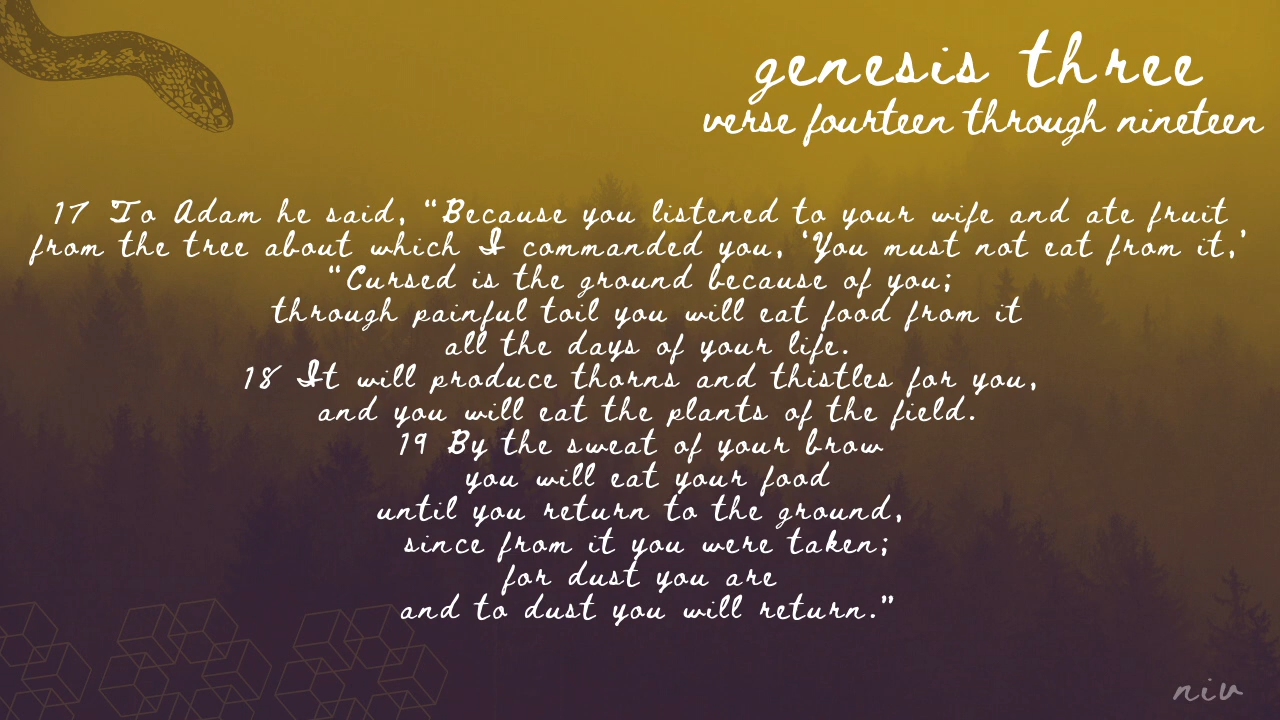 genesis three
verse fourteen through nineteen
17 To Adam he said, “Because you listened to your wife and ate fruit
from the tree about which I commanded you, ‘You must not eat from it,’
“Cursed is the ground because of you;
through painful toil you will eat food from it
all the days of your life.
18 It will produce thorns and thistles for you,
and you will eat the plants of the field.
19 By the sweat of your brow
you will eat your food
until you return to the ground,
since from it you were taken;
for dust you are
and to dust you will return.”
niv